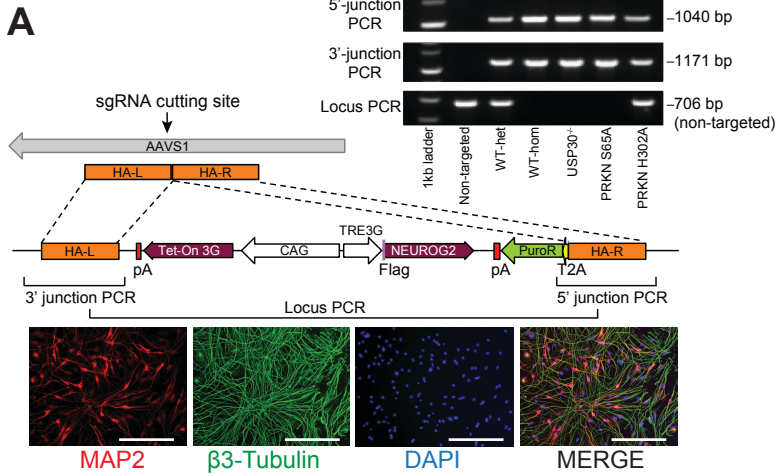 A
5'-junction
PCR
–1040 bp
3'-junction
PCR
–1171 bp
Locus PCR
–706 bp
(non-targeted)
1kb ladder
Non-targeted
WT-het
WT-hom
USP30-/-
PRKN S65A
PRKN H302A
sgRNA cutting site
AAVS1
HA-L
HA-R
TRE3G
HA-L
Tet-On 3G
CAG
NEUROG2
PuroR
HA-R
pA
Flag
pA
T2A
3' junction PCR
5' junction PCR
Locus PCR
MAP2
β3-Tubulin
DAPI
MERGE